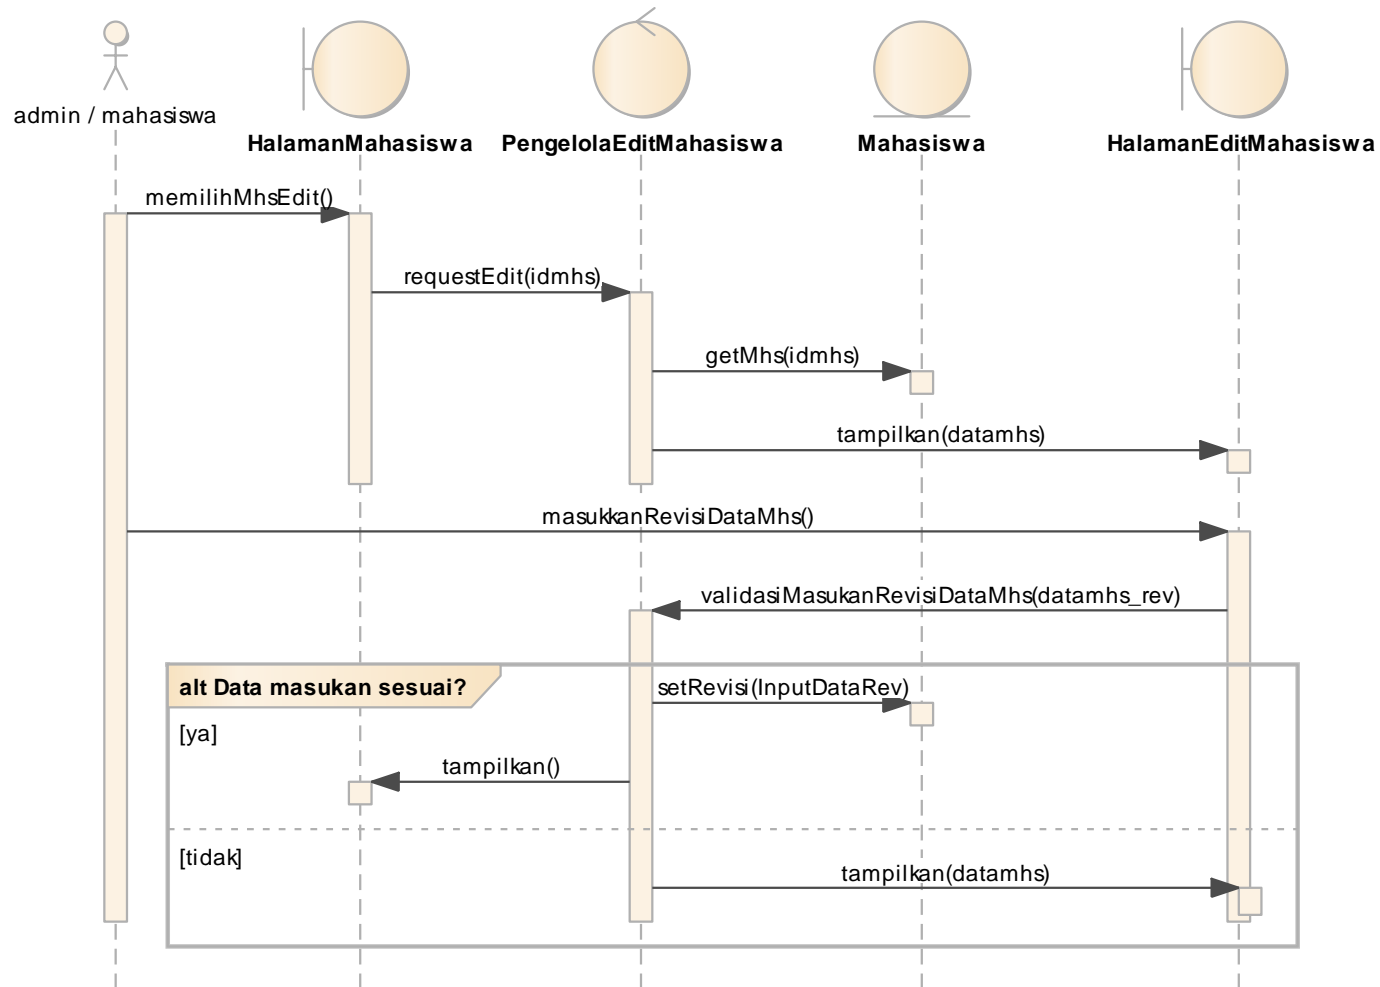 admin / mahasiswa
HalamanMahasiswa
PengelolaEditMahasiswa
Mahasiswa
HalamanEditMahasiswa
memilihMhsEdit()
requestEdit(idmhs)
getMhs(idmhs)
tampilkan(datamhs)
masukkanRevisiDataMhs()
validasiMasukanRevisiDataMhs(datamhs_rev)
alt Data masukan sesuai?
setRevisi(InputDataRev)
[ya]
tampilkan()
[tidak]
tampilkan(datamhs)